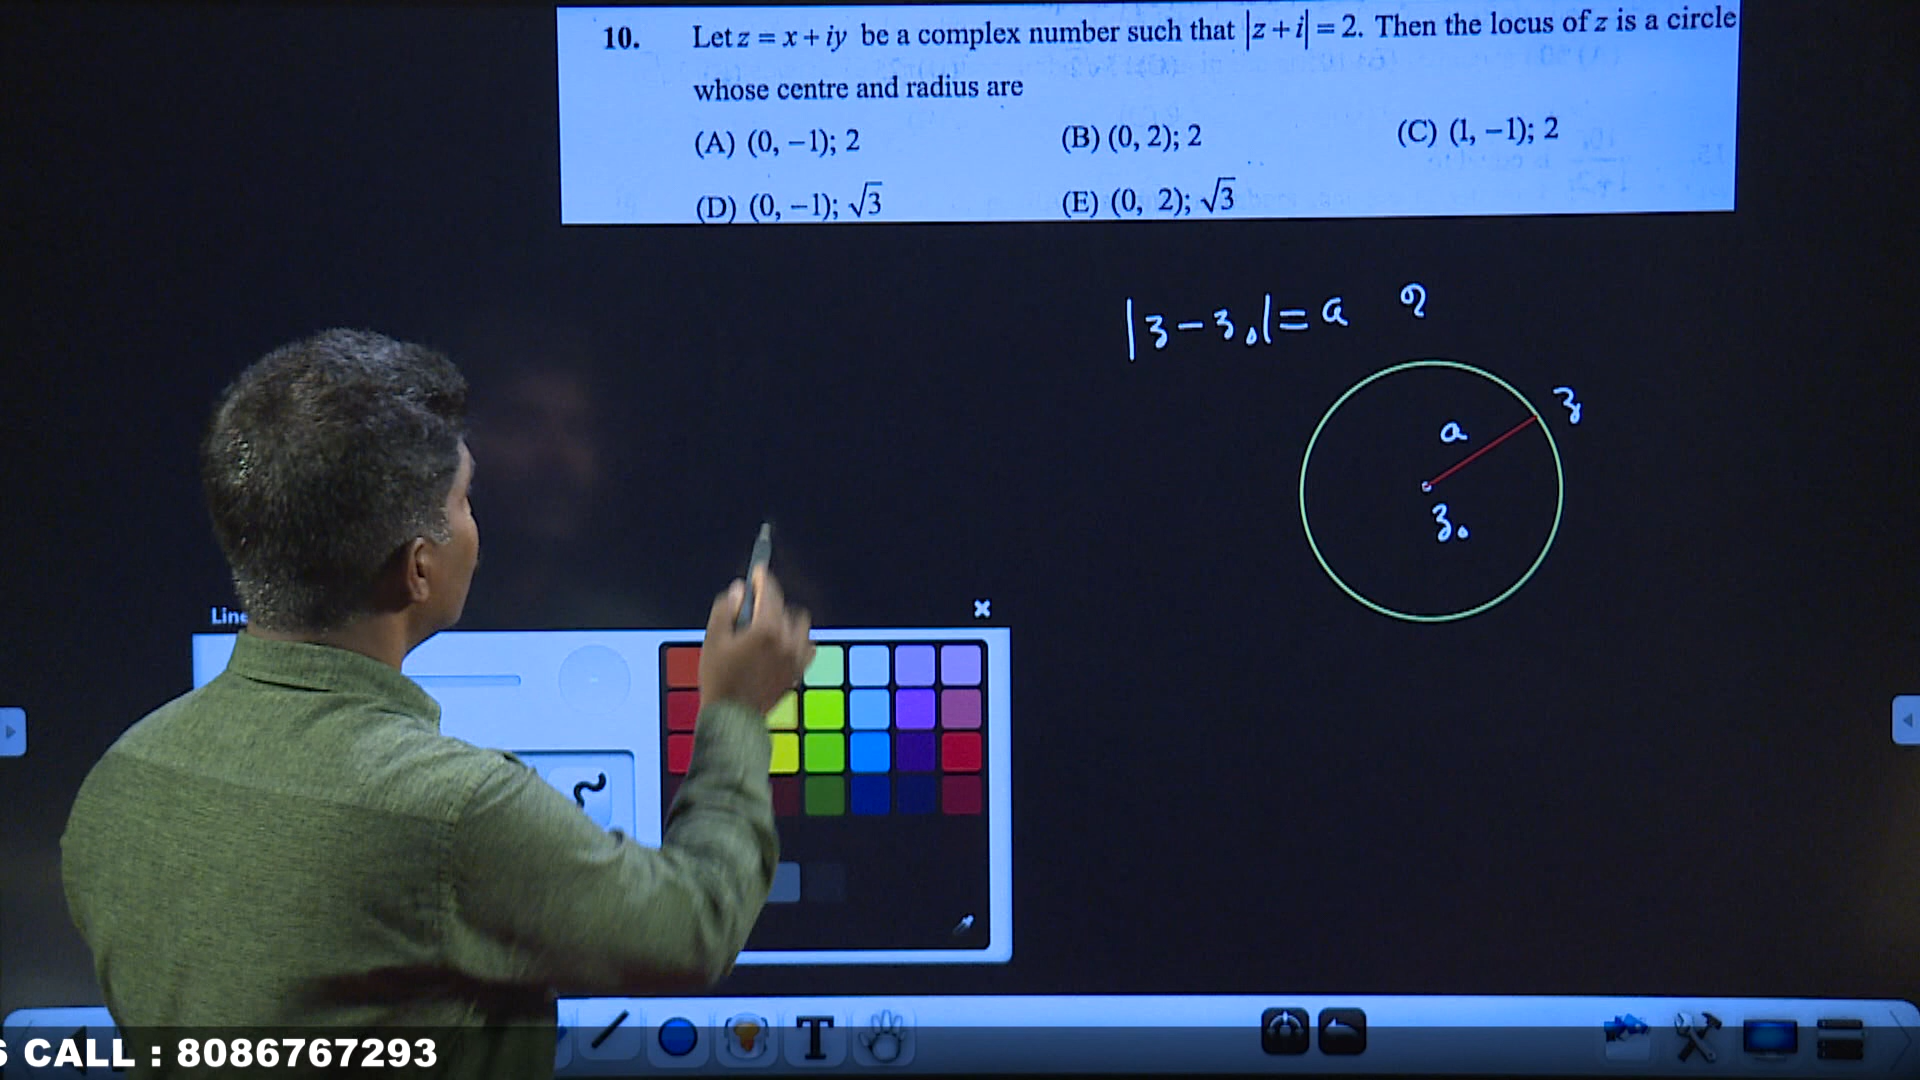 10. Let z = x + iy be a complex number such that |z + i| = 2. Then the locus of z is a circle
whose centre and radius are
(A) (0, −1); 2 (B) (0, 2); 2 (C) (1, −1); 2
(D) (0, −1); √3 (E) (0, 2); √3
|z − z₀| = a
a z
z₀
T
CALL : 8086767293